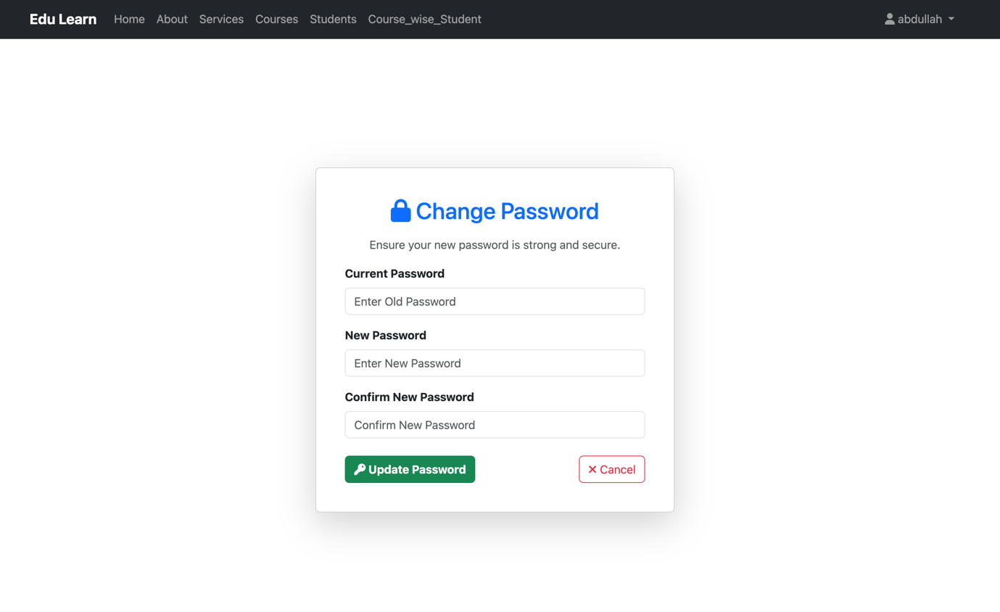 Edu Learn Home About Services Courses Students Course_wise_Student abdullah
Change Password
Ensure your new password is strong and secure.
Current Password
Enter Old Password
New Password
Enter New Password
Confirm New Password
Confirm New Password
Update Password Cancel